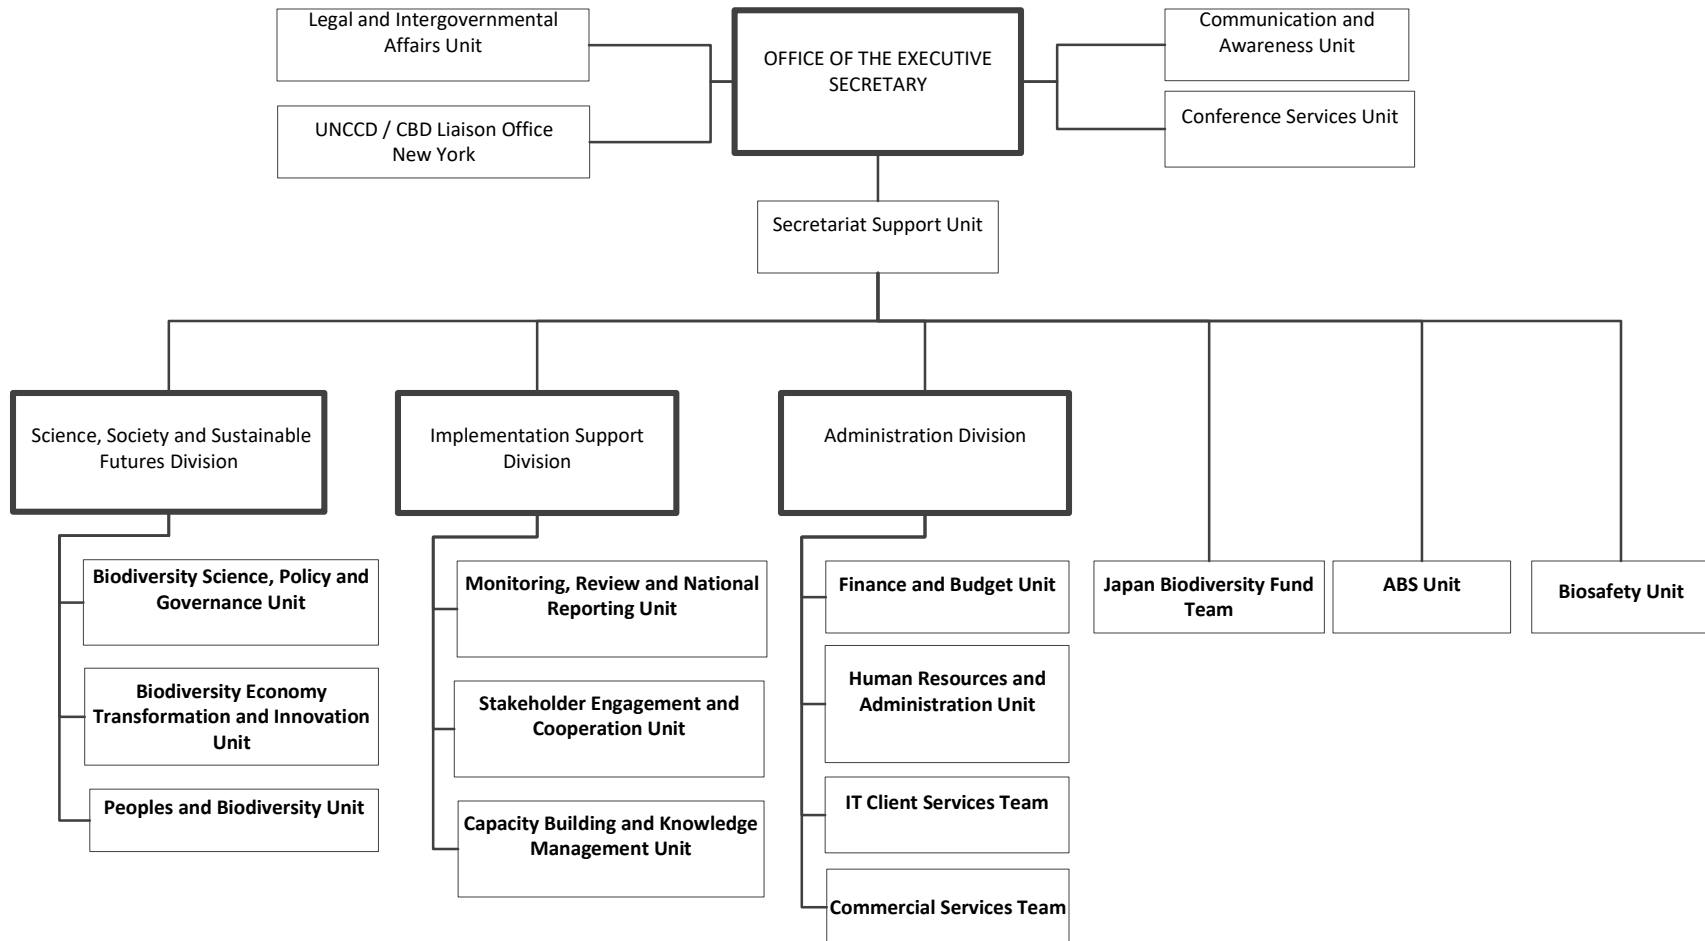 Legal and Intergovernmental
Affairs Unit
OFFICE OF THE EXECUTIVE
SECRETARY
Communication and
Awareness Unit
UNCCD / CBD Liaison Office
New York
Conference Services Unit
Secretariat Support Unit
Science, Society and Sustainable
Futures Division
Implementation Support
Division
Administration Division
Biodiversity Science, Policy and
Governance Unit
Biodiversity Economy
Transformation and Innovation
Unit
Peoples and Biodiversity Unit
Monitoring, Review and National
Reporting Unit
Stakeholder Engagement and
Cooperation Unit
Capacity Building and Knowledge
Management Unit
Finance and Budget Unit
Human Resources and
Administration Unit
IT Client Services Team
Commercial Services Team
Japan Biodiversity Fund
Team
ABS Unit
Biosafety Unit